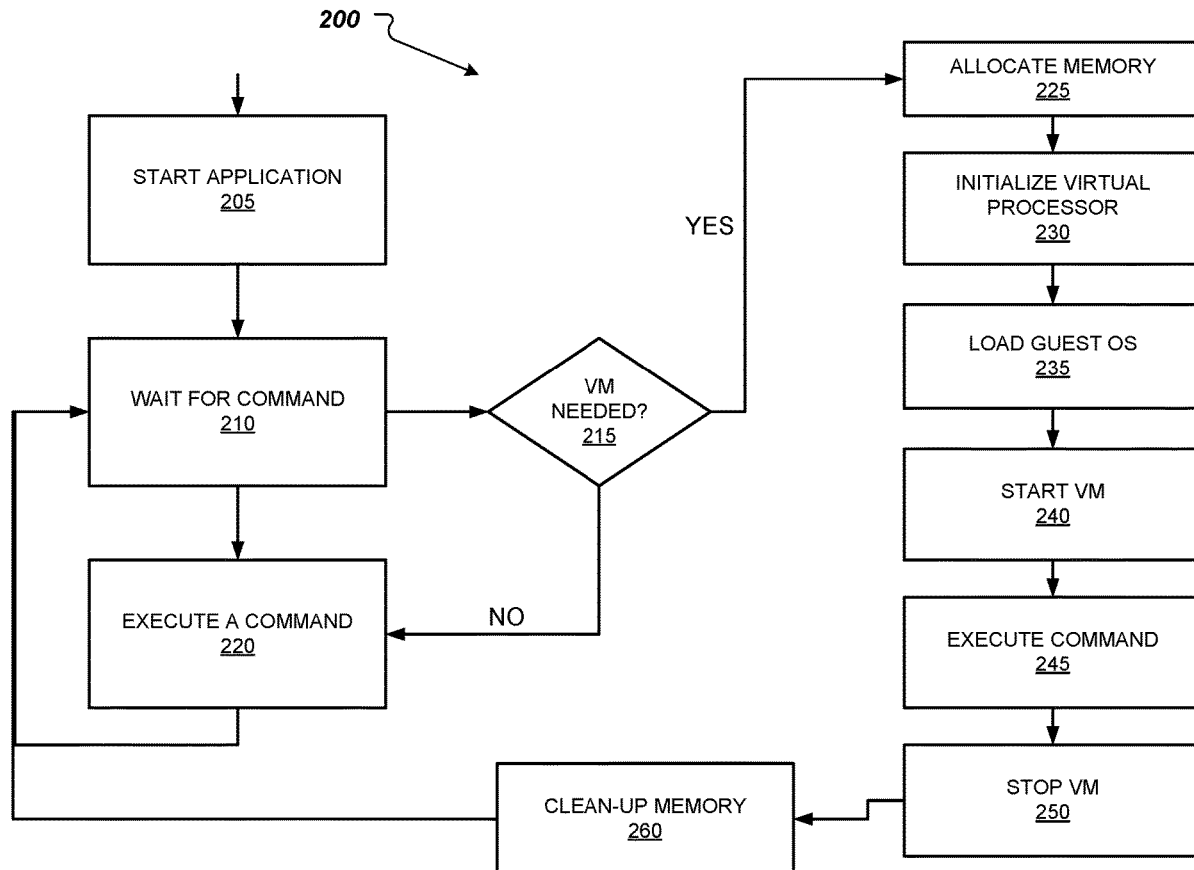 200
START APPLICATION
205
WAIT FOR COMMAND
210
VM
NEEDED?
215
YES
NO
EXECUTE A COMMAND
220
ALLOCATE MEMORY
225
INITIALIZE VIRTUAL
PROCESSOR
230
LOAD GUEST OS
235
START VM
240
EXECUTE COMMAND
245
STOP VM
250
CLEAN-UP MEMORY
260